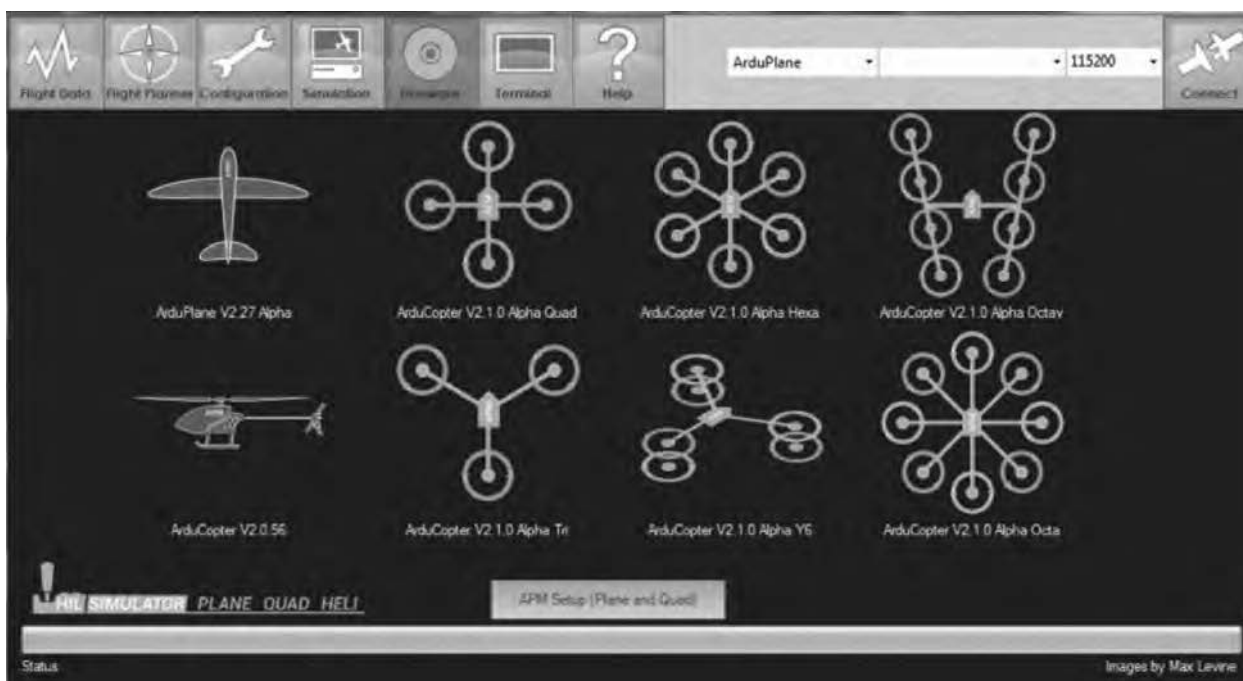 ArduPlane 115200
Flight Data Flight Planner Configuration Simulation Firmware Terminal Help Connect
ArduPlane V2.27 Alpha ArduCopter V2.1.0 Alpha Quad ArduCopter V2.1.0 Alpha Hexa ArduCopter V2.1.0 Alpha Octav
ArduCopter V2.0.56 ArduCopter V2.1.0 Alpha Tri ArduCopter V2.1.0 Alpha Y6 ArduCopter V2.1.0 Alpha Octa
HIL SIMULATOR PLANE QUAD HELI APM Setup (Plane and Quad)
Status Images by Max Levine